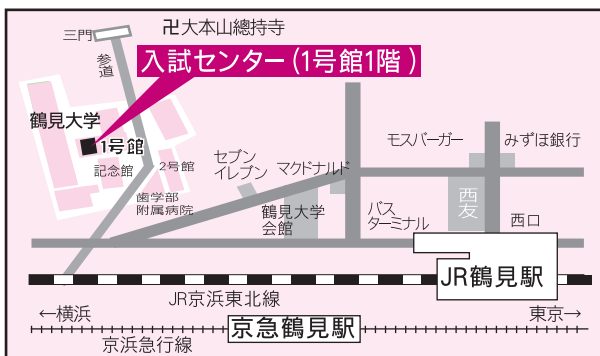 卍大本山總持寺
三門
参道
入試センター(1号館1階)
鶴見大学
1号館
記念館
2号館
歯学部
附属病院
セブン
イレブン
マクドナルド
鶴見大学
会館
モスバーガー
みずほ銀行
バス
ターミナル
西友
西口
JR鶴見駅
JR京浜東北線
←横浜
東京→
京急鶴見駅
京浜急行線